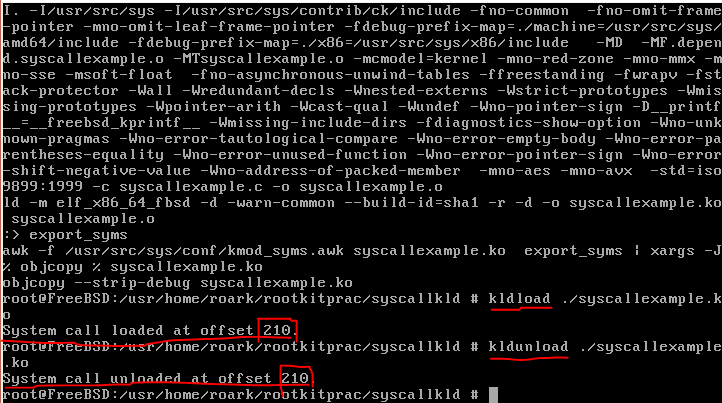 I. -I/usr/src/sys -I/usr/src/sys/contrib/ck/include -fno-common  -fno-omit-frame
-pointer -mno-omit-leaf-frame-pointer -fdebug-prefix-map=./machine=/usr/src/sys/
amd64/include -fdebug-prefix-map=./x86=/usr/src/sys/x86/include   -MD  -MF.depen
d.syscallexample.o -MTsyscallexample.o -mcmodel=kernel -mno-red-zone -mno-mmx -m
no-sse -msoft-float  -fno-asynchronous-unwind-tables -ffreestanding -fwrapv -fst
ack-protector -Wall -Wredundant-decls -Wnested-externs -Wstrict-prototypes -Wmis
sing-prototypes -Wpointer-arith -Wcast-qual -Wundef -Wno-pointer-sign -D__printf
__=__freebsd_kprintf__ -Wmissing-include-dirs -fdiagnostics-show-option -Wno-unk
nown-pragmas -Wno-error-tautological-compare -Wno-error-empty-body -Wno-error-pa
rentheses-equality -Wno-error-unused-function -Wno-error-pointer-sign -Wno-error
-shift-negative-value -Wno-address-of-packed-member  -mno-aes -mno-avx  -std=iso
9899:1999 -c syscallexample.c -o syscallexample.o
ld -m elf_x86_64_fbsd -d -warn-common --build-id=sha1 -r -d -o syscallexample.ko
 syscallexample.o
:> export_syms
awk -f /usr/src/sys/conf/kmod_syms.awk syscallexample.ko  export_syms | xargs -J
% objcopy % syscallexample.ko
objcopy --strip-debug syscallexample.ko
root@FreeBSD:/usr/home/roark/rootkitprac/syscallkld # kldload ./syscallexample.k
o
System call loaded at offset 210.
root@FreeBSD:/usr/home/roark/rootkitprac/syscallkld # kldunload ./syscallexample
.ko
System call unloaded at offset 210.
root@FreeBSD:/usr/home/roark/rootkitprac/syscallkld #